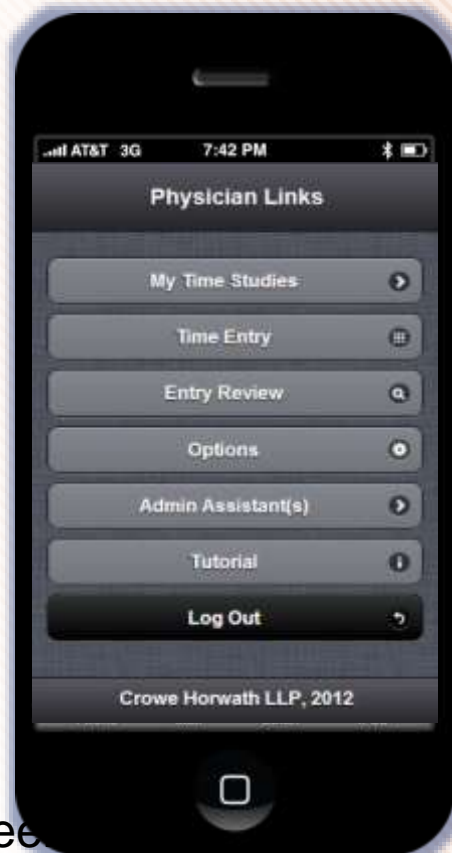 AT&T 3G 7:42 PM
Physician Links
My Time Studies
Time Entry
Entry Review
Options
Admin Assistant(s)
Tutorial
Log Out
Crowe Horwath LLP, 2012